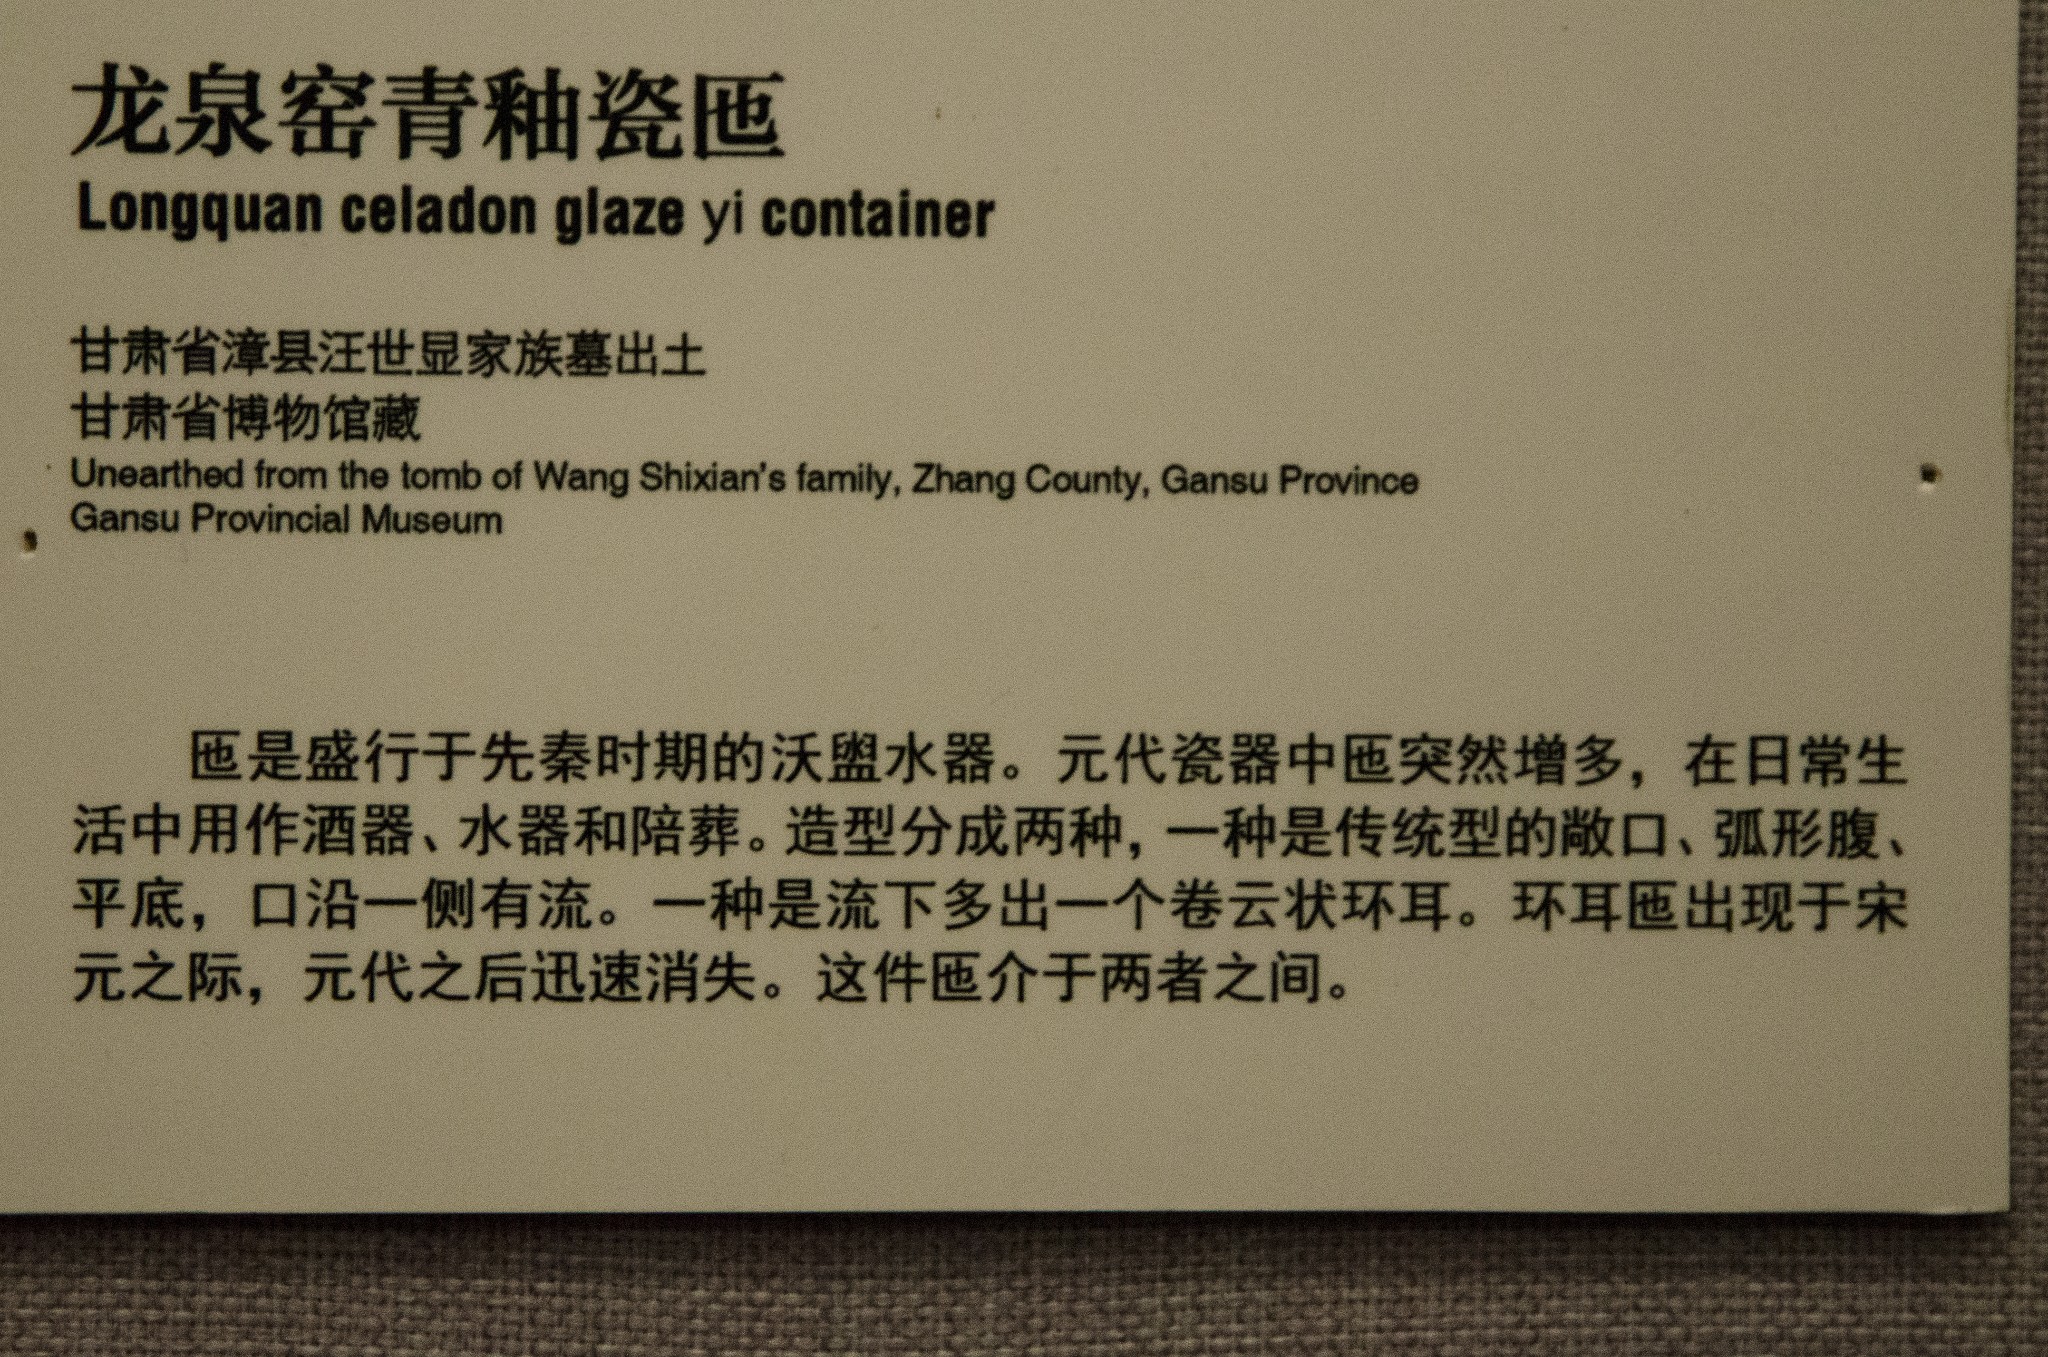 龙泉窑青釉瓷匜
Longquan celadon glaze yi container
甘肃省漳县汪世显家族墓出土
甘肃省博物馆藏
Unearthed from the tomb of Wang Shixian's family, Zhang County, Gansu Province
Gansu Provincial Museum
匜是盛行于先秦时期的沃盥水器。元代瓷器中匜突然增多，在日常生
活中用作酒器、水器和陪葬。造型分成两种，一种是传统型的敞口、弧形腹、
平底，口沿一侧有流。一种是流下多出一个卷云状环耳。环耳匜出现于宋
元之际，元代之后迅速消失。这件匜介于两者之间。